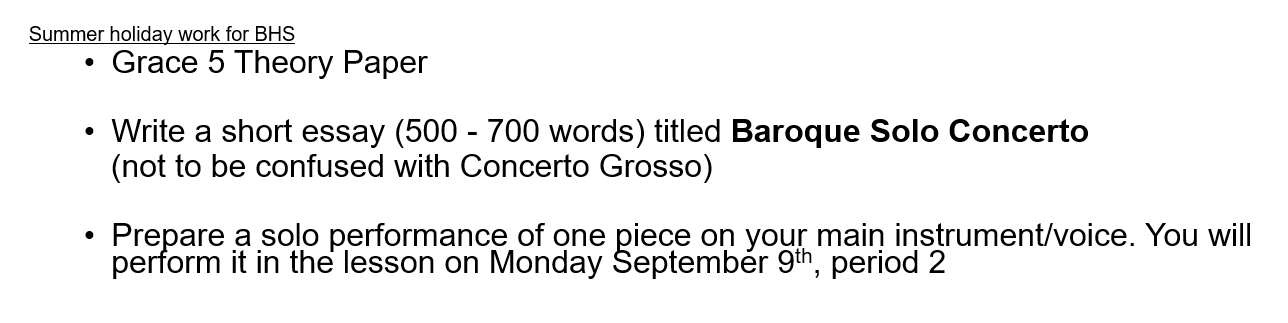 Summer holiday work for BHS
• Grace 5 Theory Paper
• Write a short essay (500 - 700 words) titled Baroque Solo Concerto
(not to be confused with Concerto Grosso)
• Prepare a solo performance of one piece on your main instrument/voice. You will
perform it in the lesson on Monday September 9th, period 2